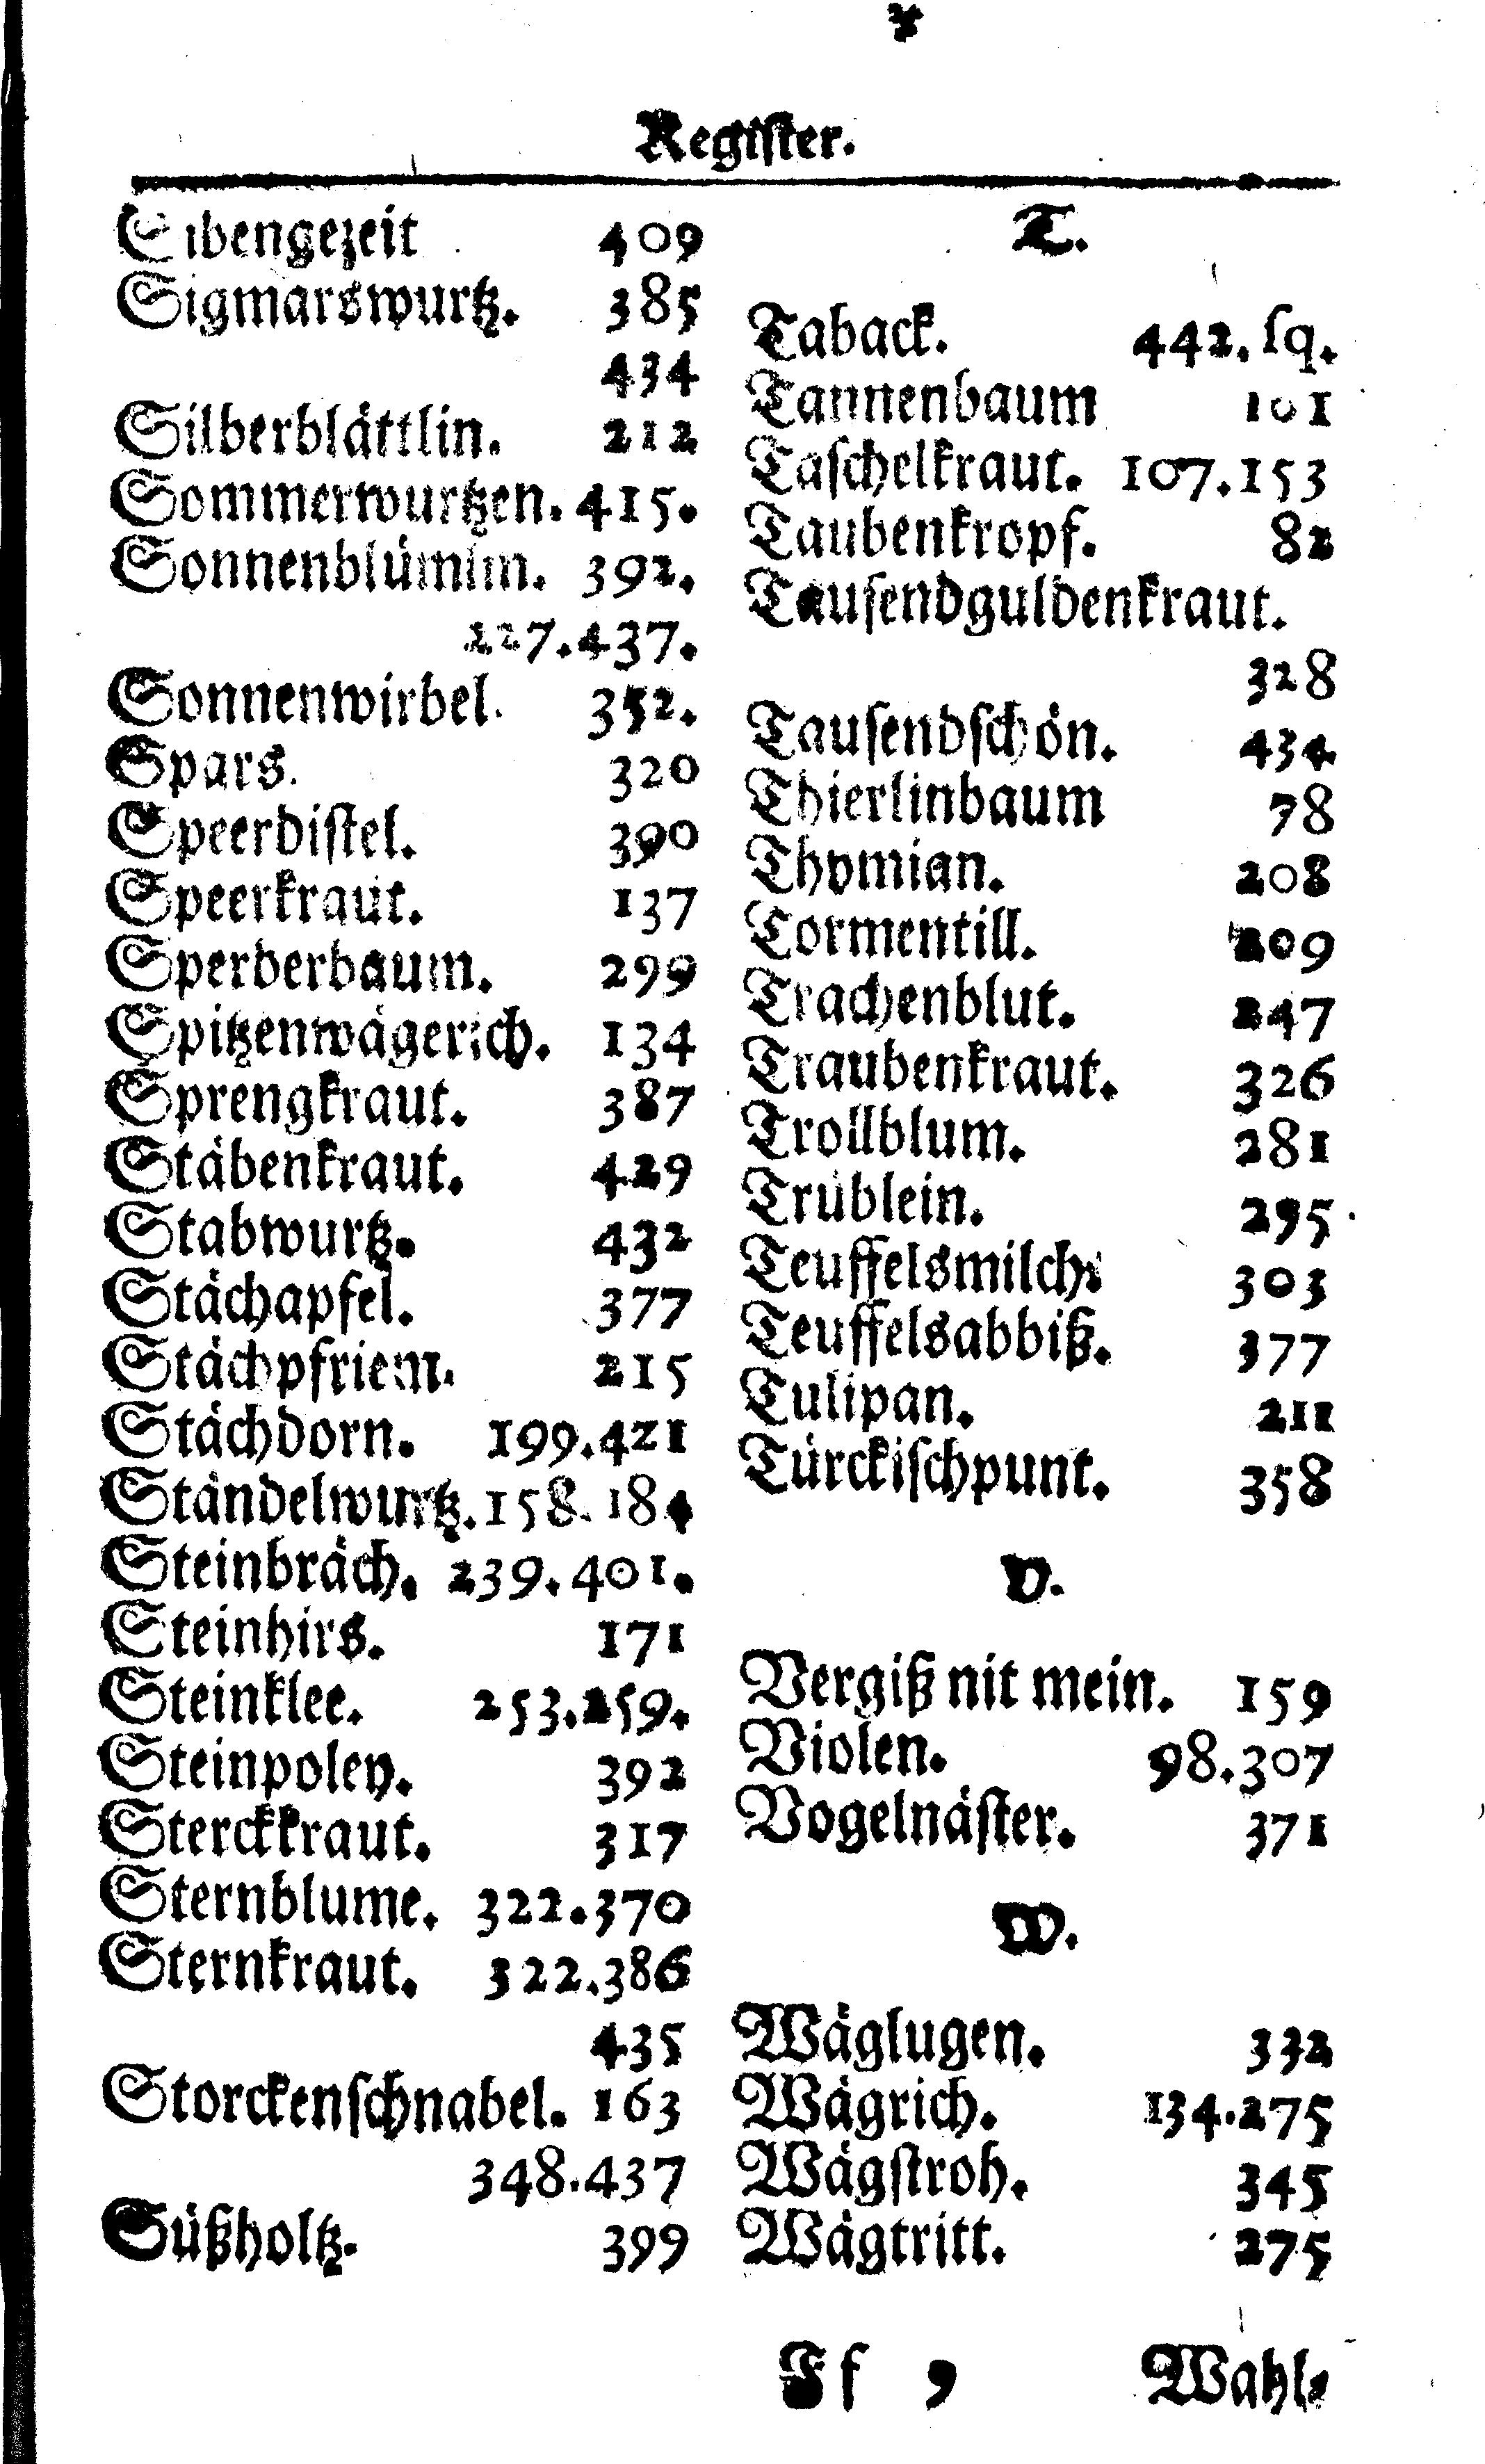 Register.
Sibengezeit 409
Sigmarswurtz. 385
434
Silberblättlin. 212
Sommerwurtzen. 415.
Sonnenblümlin. 392.
227.437.
Sonnenwirbel. 352.
Spars. 320
Speerdistel. 390
Speerkraut. 137
Sperberbaum. 299
Spitzenwägerich. 134
Sprengkraut. 387
Stäbenkraut. 429
Stabwurtz. 432
Stächapfel. 377
Stächpfriem. 215
Stächdorn. 199.421
Ständelwurtz. 158. 184
Steinbräch. 239. 401.
Steinhirs. 171
Steinklee. 253.259.
Steinpoley. 392
Sterckkraut. 317
Sternblume. 322.370
Sternkraut. 322.386
435
Storckenschnabel. 163
348.437
Süßholtz. 399
T.
Taback. 442. sq.
Tannenbaum 101
Taschelkraut. 107.153
Taubenkropf. 82
Tausendguldenkraut.
328
Tausendschön. 434.
Thierlinbaum 78
Thymian. 208
Tormentill. 209
Trachenblut. 247
Traubenkraut. 326
Trollblum. 281
Trüblein. 295
Teuffelsmilch. 303
Teuffelsabbiß. 377
Tulipan. 211
Türckischpunt. 358
V.
Vergiß nit mein. 159
Violen. 98.307
Vogelnäster. 371
W.
Wäglugen. 332
Wägrich. 134.275
Wägstroh. 345
Wägtritt. 275
Wahl-